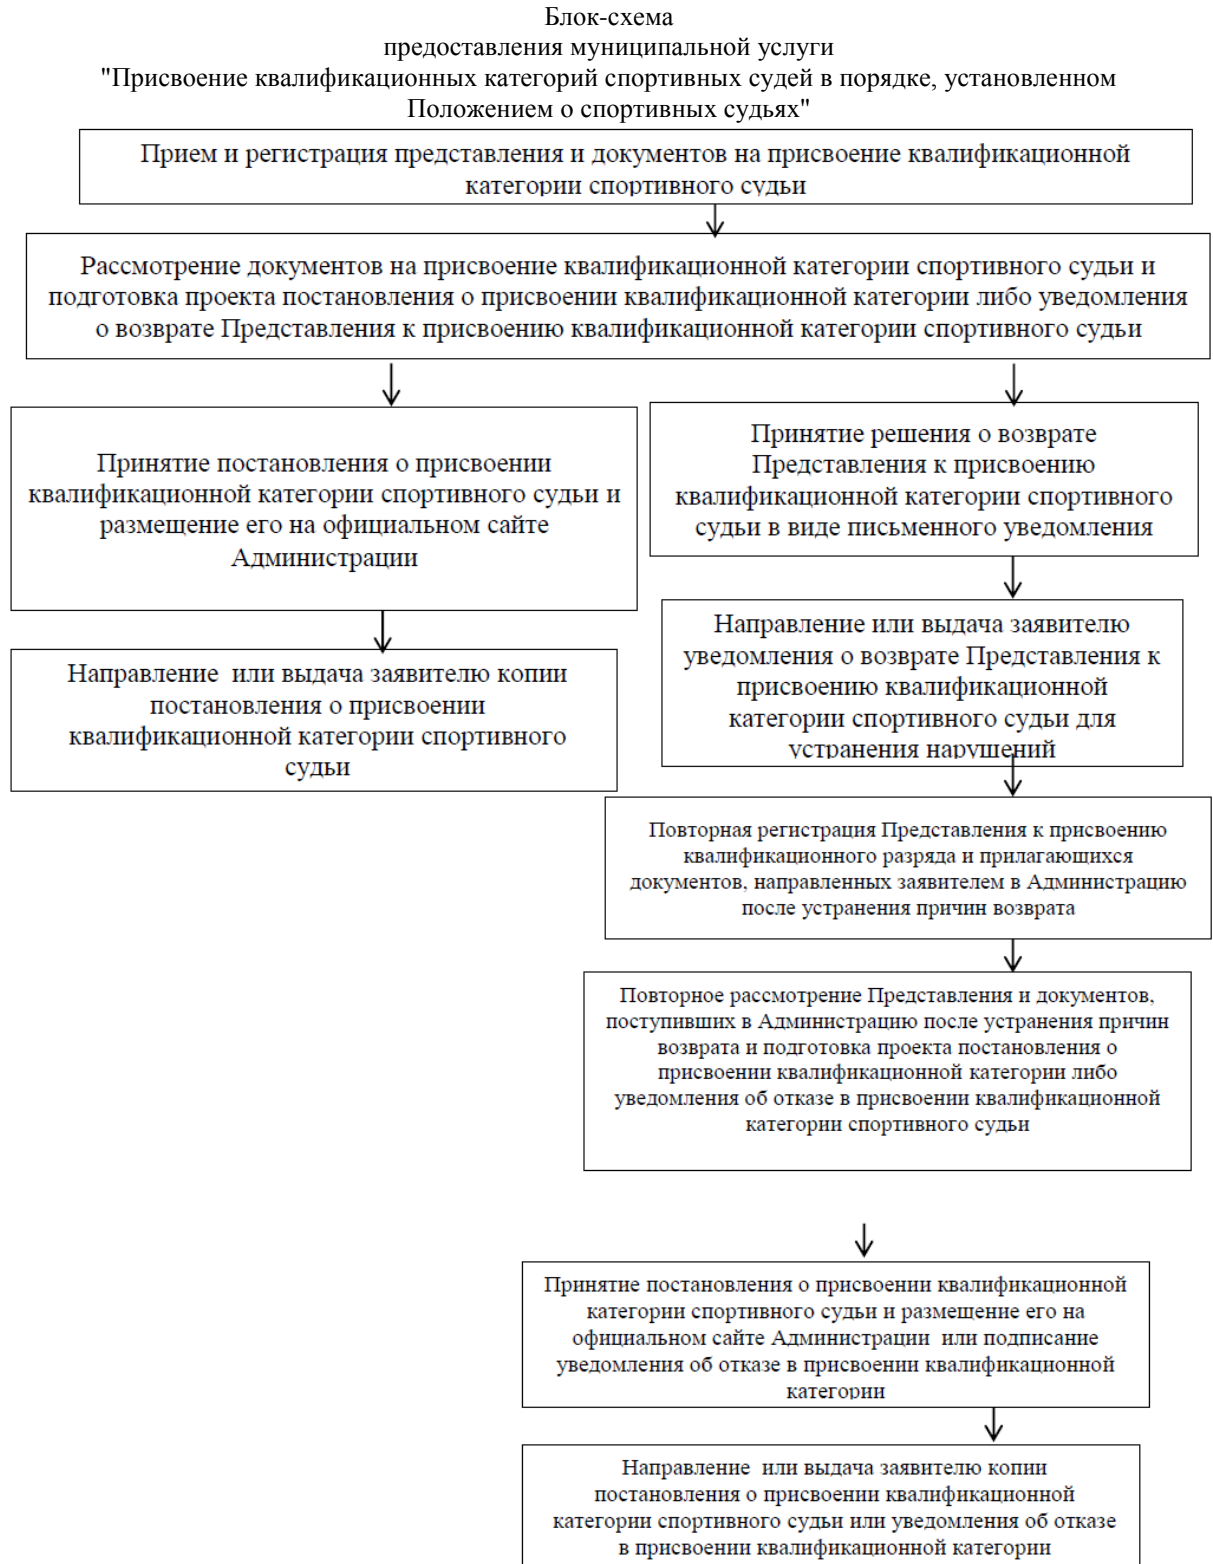 Блок-схема
предоставления муниципальной услуги
"Присвоение квалификационных категорий спортивных судей в порядке, установленном
Положением о спортивных судьях"
Прием и регистрация представления и документов на присвоение квалификационной
категории спортивного судьи
Рассмотрение документов на присвоение квалификационной категории спортивного судьи и
подготовка проекта постановления о присвоении квалификационной категории либо уведомления
о возврате Представления к присвоению квалификационной категории спортивного судьи
Принятие постановления о присвоении
квалификационной категории спортивного судьи и
размещение его на официальном сайте
Администрации
Направление или выдача заявителю копии
постановления о присвоении
квалификационной категории спортивного
судьи
Принятие решения о возврате
Представления к присвоению
квалификационной категории спортивного
судьи в виде письменного уведомления
Направление или выдача заявителю
уведомления о возврате Представления к
присвоению квалификационной
категории спортивного судьи для
устранения нарушений
Повторная регистрация Представления к присвоению
квалификационного разряда и прилагающихся
документов, направленных заявителем в Администрацию
после устранения причин возврата
Повторное рассмотрение Представления и документов,
поступивших в Администрацию после устранения причин
возврата и подготовка проекта постановления о
присвоении квалификационной категории либо
уведомления об отказе в присвоении квалификационной
категории спортивного судьи
Принятие постановления о присвоении квалификационной
категории спортивного судьи и размещение его на
официальном сайте Администрации или подписание
уведомления об отказе в присвоении квалификационной
категории
Направление или выдача заявителю копии
постановления о присвоении квалификационной
категории спортивного судьи или уведомления об отказе
в присвоении квалификационной категории